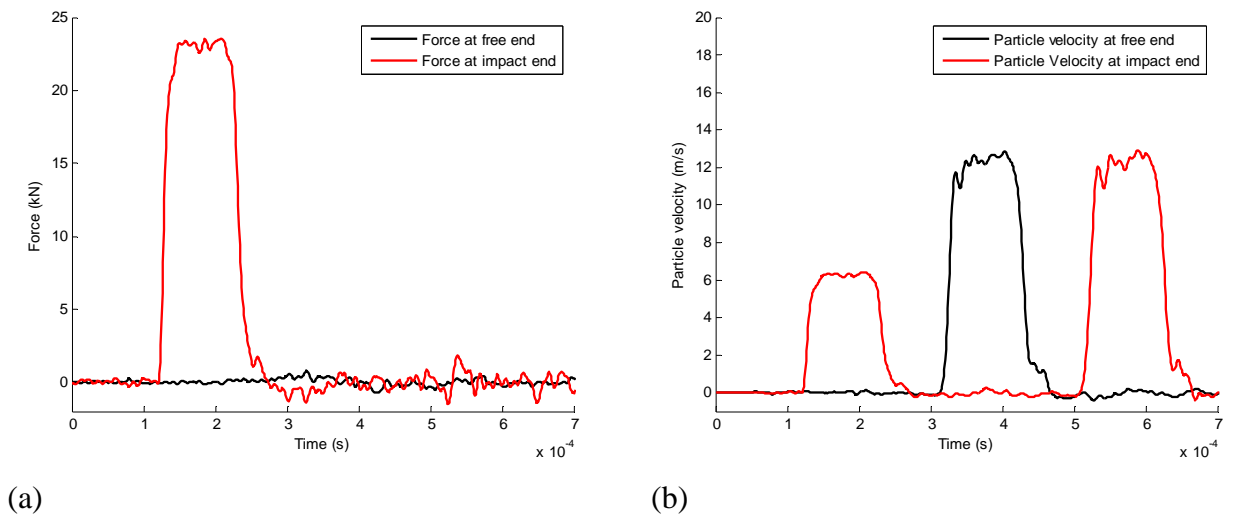 25
20
15
10
5
0
Force (kN)
Force at free end
Force at impact end
0 1 2 3 4 5 6 7
Time (s)
x 10^-4
(a)
20
18
16
14
12
10
8
6
4
2
0
Particle velocity (m/s)
Particle velocity at free end
Particle Velocity at impact end
0 1 2 3 4 5 6 7
Time (s)
x 10^-4
(b)